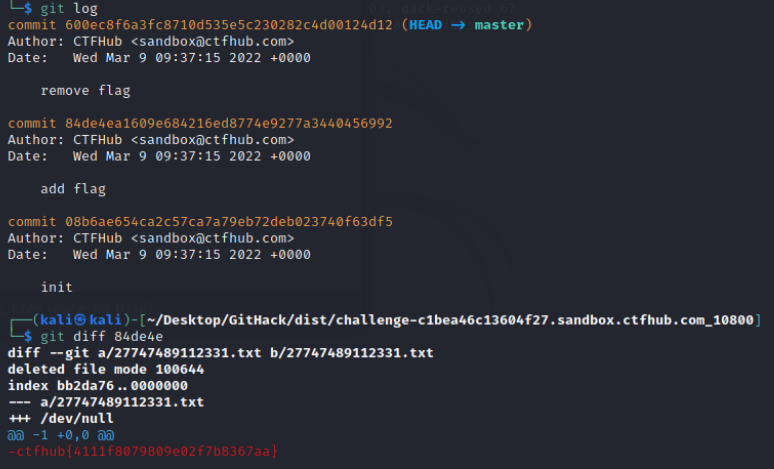 └─$ git log
commit 600ec8f6a3fc8710d535e5c230282c4d00124d12 (HEAD → master)
Author: CTFHub <sandbox@ctfhub.com>
Date:   Wed Mar 9 09:37:15 2022 +0000
remove flag
commit 84de4ea1609e684216ed8774e9277a3440456992
Author: CTFHub <sandbox@ctfhub.com>
Date:   Wed Mar 9 09:37:15 2022 +0000
add flag
commit 08b6ae654ca2c57ca7a79eb72deb023740f63df5
Author: CTFHub <sandbox@ctfhub.com>
Date:   Wed Mar 9 09:37:15 2022 +0000
init
┌──(kali㉿kali)-[~/Desktop/GitHack/dist/challenge-c1bea46c13604f27.sandbox.ctfhub.com_10800]
└─$ git diff 84de4e
diff --git a/27747489112331.txt b/27747489112331.txt
deleted file mode 100644
index bb2da76..0000000
--- a/27747489112331.txt
+++ /dev/null
@@ -1 +0,0 @@
-ctfhub{4111f8079809e02f7b8367aa}